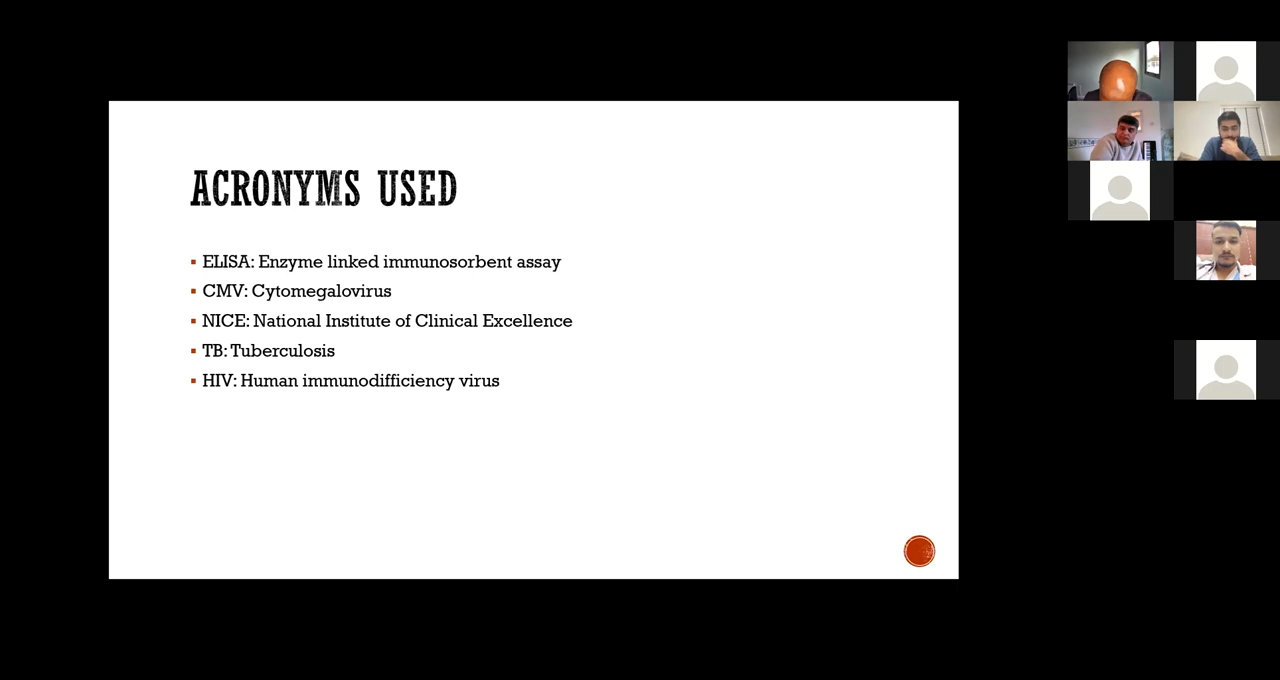 ACRONYMS USED
ELISA: Enzyme linked immunosorbent assay
CMV: Cytomegalovirus
NICE: National Institute of Clinical Excellence
TB: Tuberculosis
HIV: Human immunodifficiency virus